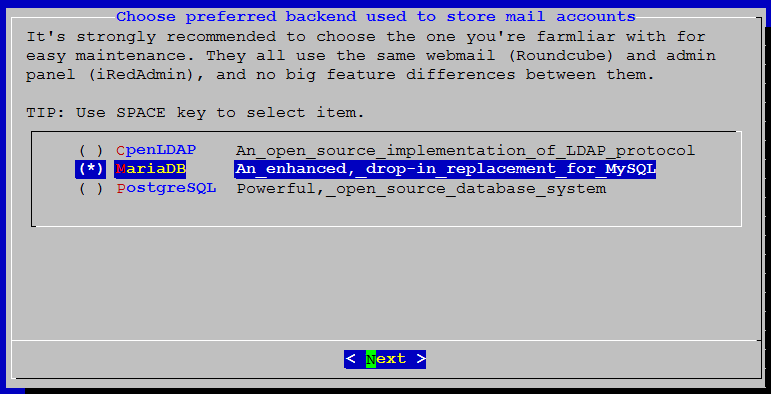 Choose preferred backend used to store mail accounts
It's strongly recommended to choose the one you're farmliar with for
easy maintenance. They all use the same webmail (Roundcube) and admin
panel (iRedAdmin), and no big feature differences between them.
TIP: Use SPACE key to select item.
( ) OpenLDAP An_open_source_implementation_of_LDAP_protocol
(*) MariaDB An_enhanced,_drop-in_replacement_for_MySQL
( ) PostgreSQL Powerful,_open_source_database_system
< Next >